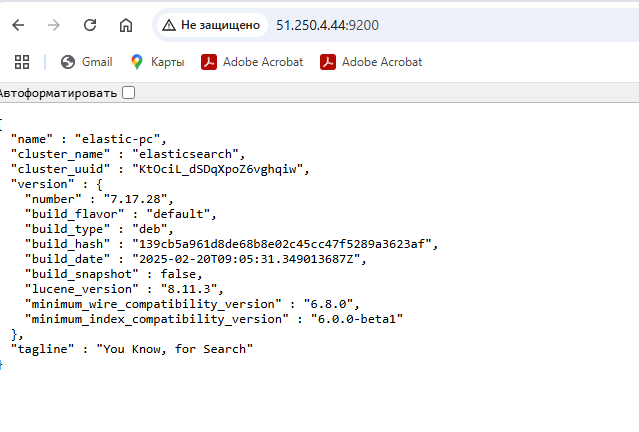 Не защищено 51.250.4.44:9200
Gmail Карты Adobe Acrobat Adobe Acrobat
Автоформатировать
{
"name" : "elastic-pc",
"cluster_name" : "elasticsearch",
"cluster_uuid" : "KtOciL_dSDqXpoZ6vghqiw",
"version" : {
"number" : "7.17.28",
"build_flavor" : "default",
"build_type" : "deb",
"build_hash" : "139cb5a961d8de68b8e02c45cc47f5289a3623af",
"build_date" : "2025-02-20T09:05:31.349013687Z",
"build_snapshot" : false,
"lucene_version" : "8.11.3",
"minimum_wire_compatibility_version" : "6.8.0",
"minimum_index_compatibility_version" : "6.0.0-beta1"
},
"tagline" : "You Know, for Search"
}